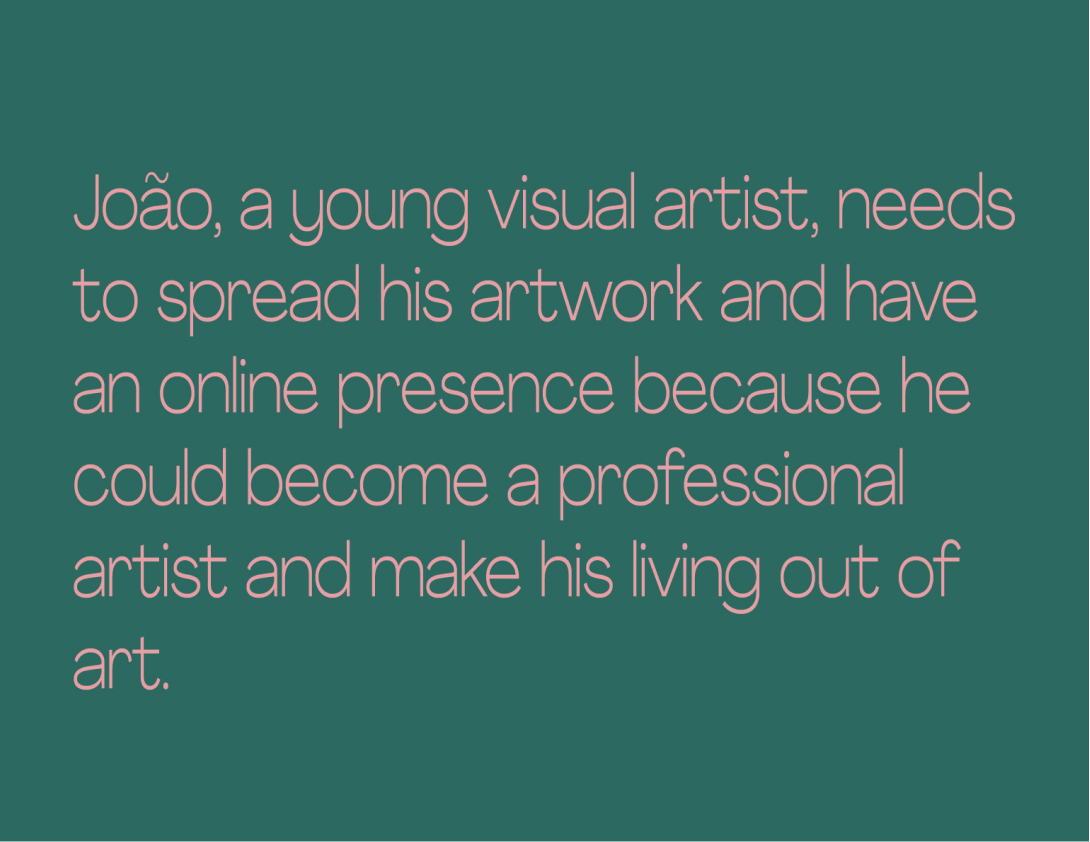 João, a young visual artist, needs
to spread his artwork and have
an online presence because he
could become a professional
artist and make his living out of
art.